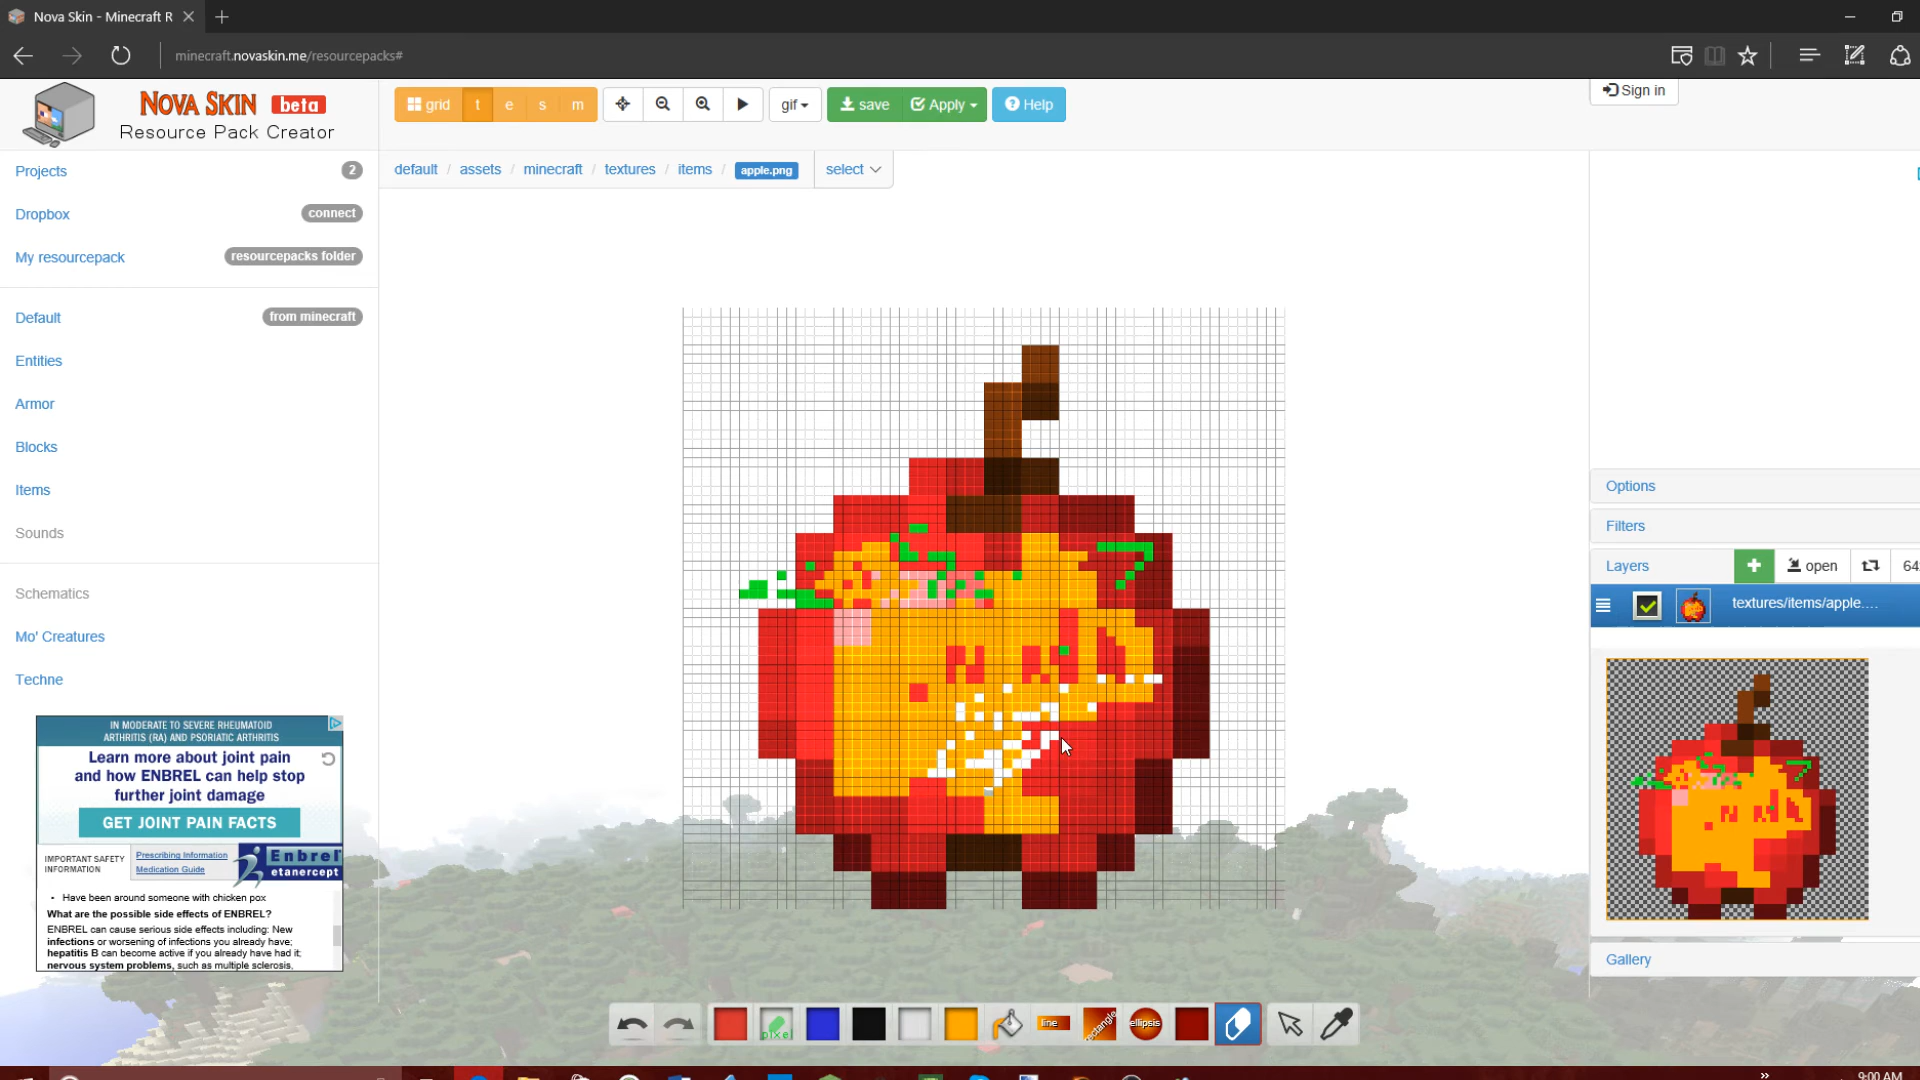 Nova Skin - Minecraft R
minecraft.novaskin.me/resourcepacks#
NOVA SKIN beta
Resource Pack Creator
grid t e s m
gif
save
Apply
Help
Sign in
Projects 2
default / assets / minecraft / textures / items / apple.png
select
Dropbox connect
My resourcepack resourcepacks folder
Default from minecraft
Entities
Armor
Blocks
Items
Sounds
Schematics
Mo' Creatures
Techne
Options
Filters
Layers
open
64
textures/items/apple....
Gallery
IN MODERATE TO SEVERE RHEUMATOID
ARTHRITIS (RA) AND PSORIATIC ARTHRITIS
Learn more about joint pain
and how ENBREL can help stop
further joint damage
GET JOINT PAIN FACTS
IMPORTANT SAFETY
INFORMATION
Prescribing Information
Medication Guide
Enbrel
etanercept
• Have been around someone with chicken pox
What are the possible side effects of ENBREL?
ENBREL can cause serious side effects including: New
infections or worsening of infections you already have;
hepatitis B can become active if you already have had it;
nervous system problems, such as multiple sclerosis,
pixel
line
rectangle
ellipsis
9:00 AM